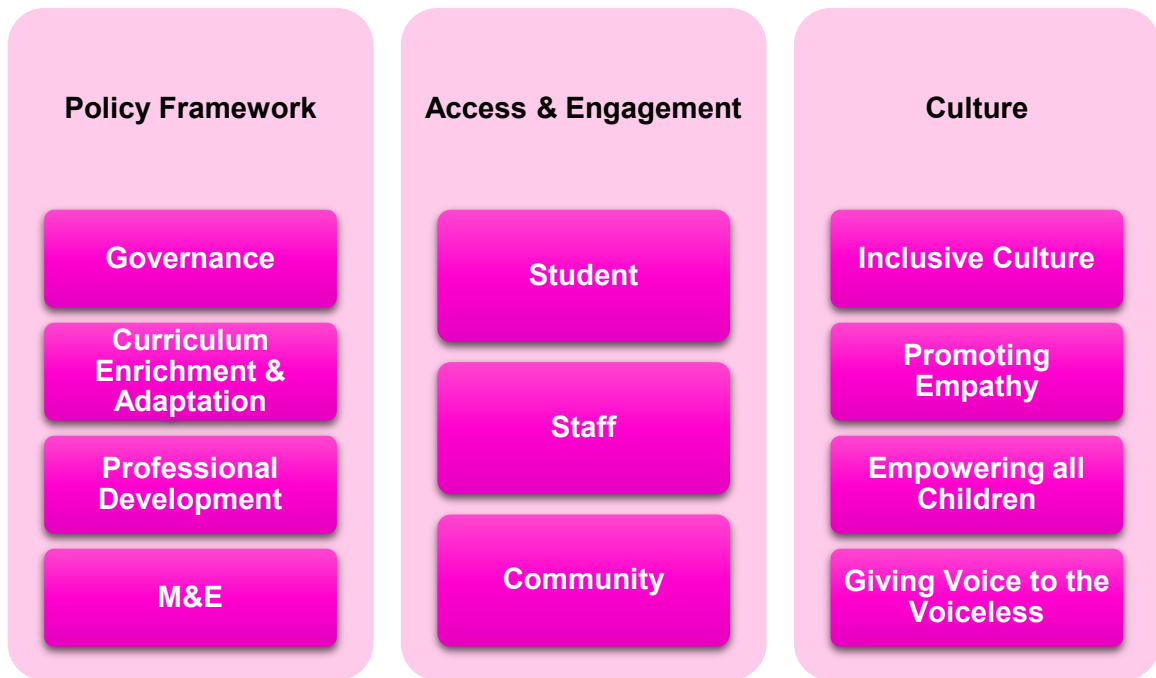 Policy Framework
Governance
Curriculum
Enrichment &
Adaptation
Professional
Development
M&E
Access & Engagement
Student
Staff
Community
Culture
Inclusive Culture
Promoting
Empathy
Empowering all
Children
Giving Voice to the
Voiceless